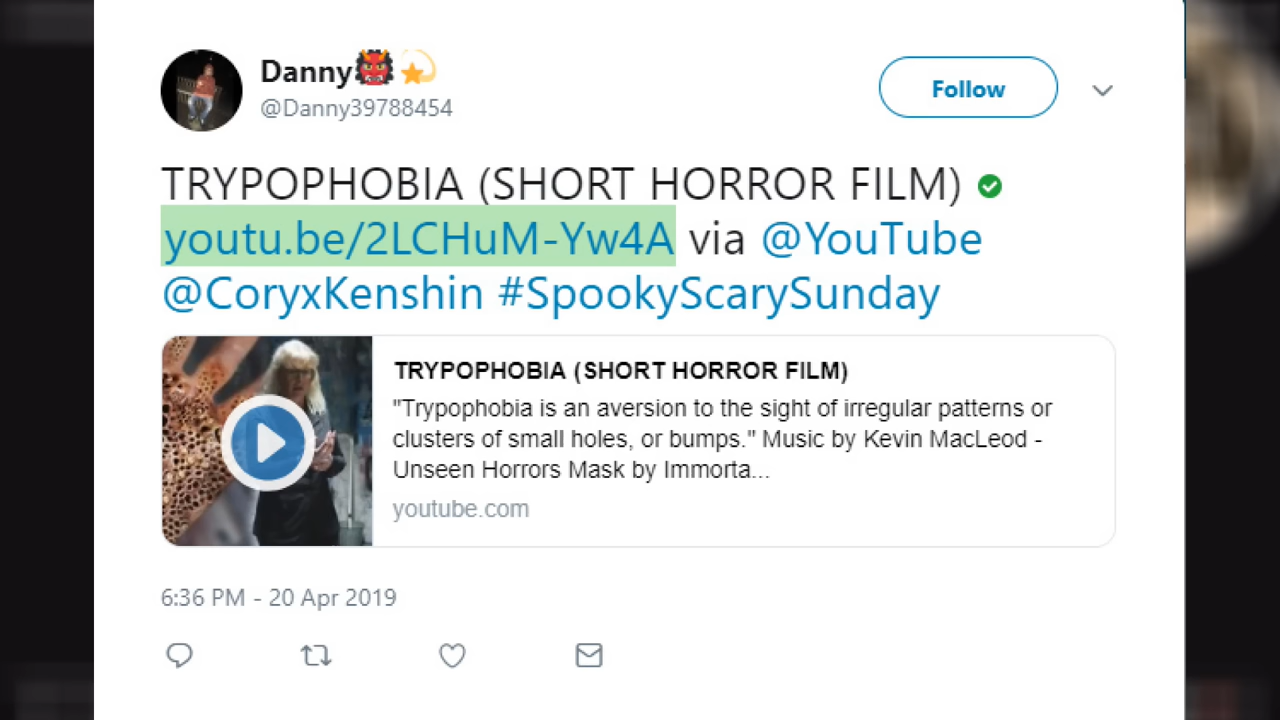 Danny👹💫
@Danny39788454
Follow
TRYPOPHOBIA (SHORT HORROR FILM)
youtu.be/2LCHuM-Yw4A via @YouTube
@CoryxKenshin #SpookyScarySunday
TRYPOPHOBIA (SHORT HORROR FILM)
"Trypophobia is an aversion to the sight of irregular patterns or
clusters of small holes, or bumps." Music by Kevin MacLeod -
Unseen Horrors Mask by Immorta...
youtube.com
6:36 PM - 20 Apr 2019